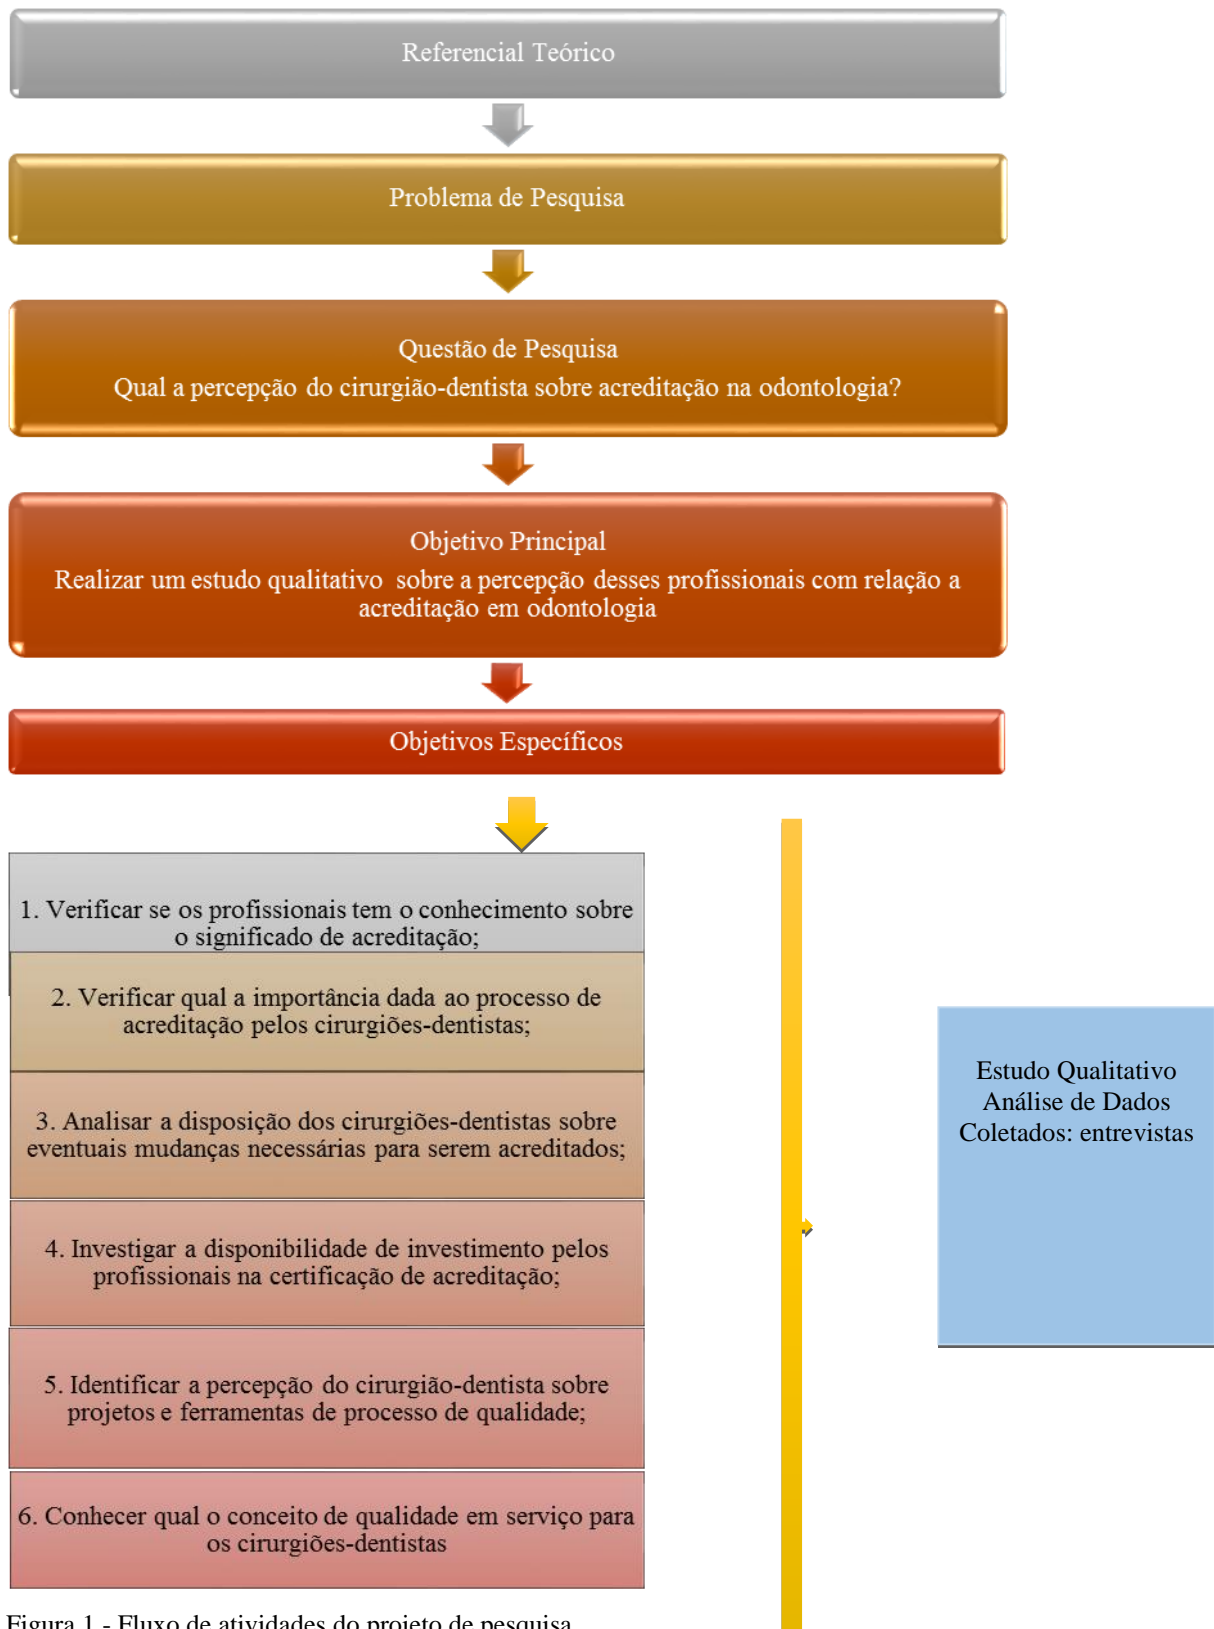 Referencial Teórico
Problema de Pesquisa
Questão de Pesquisa
Qual a percepção do cirurgião-dentista sobre acreditação na odontologia?
Objetivo Principal
Realizar um estudo qualitativo sobre a percepção desses profissionais com relação a
acreditação em odontologia
Objetivos Específicos
1. Verificar se os profissionais tem o conhecimento sobre
o significado de acreditação;
2. Verificar qual a importância dada ao processo de
acreditação pelos cirurgiões-dentistas;
3. Analisar a disposição dos cirurgiões-dentistas sobre
eventuais mudanças necessárias para serem acreditados;
4. Investigar a disponibilidade de investimento pelos
profissionais na certificação de acreditação;
5. Identificar a percepção do cirurgião-dentista sobre
projetos e ferramentas de processo de qualidade;
6. Conhecer qual o conceito de qualidade em serviço para
os cirurgiões-dentistas
Estudo Qualitativo
Análise de Dados
Coletados: entrevistas
Figura 1 - Fluxo de atividades do projeto de pesquisa